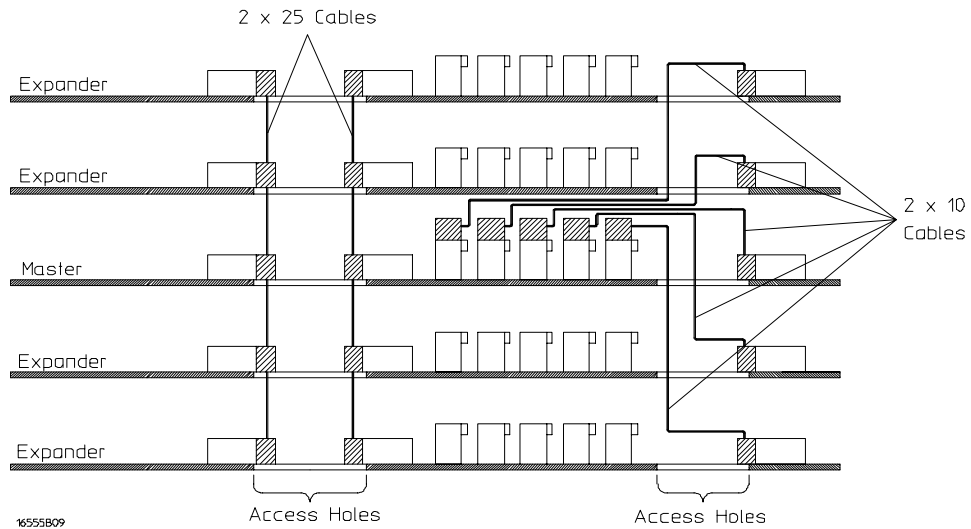 2 x 25 Cables
Expander
Expander
2 x 10
Cables
Master
Expander
Expander
Access Holes
Access Holes
16555B09